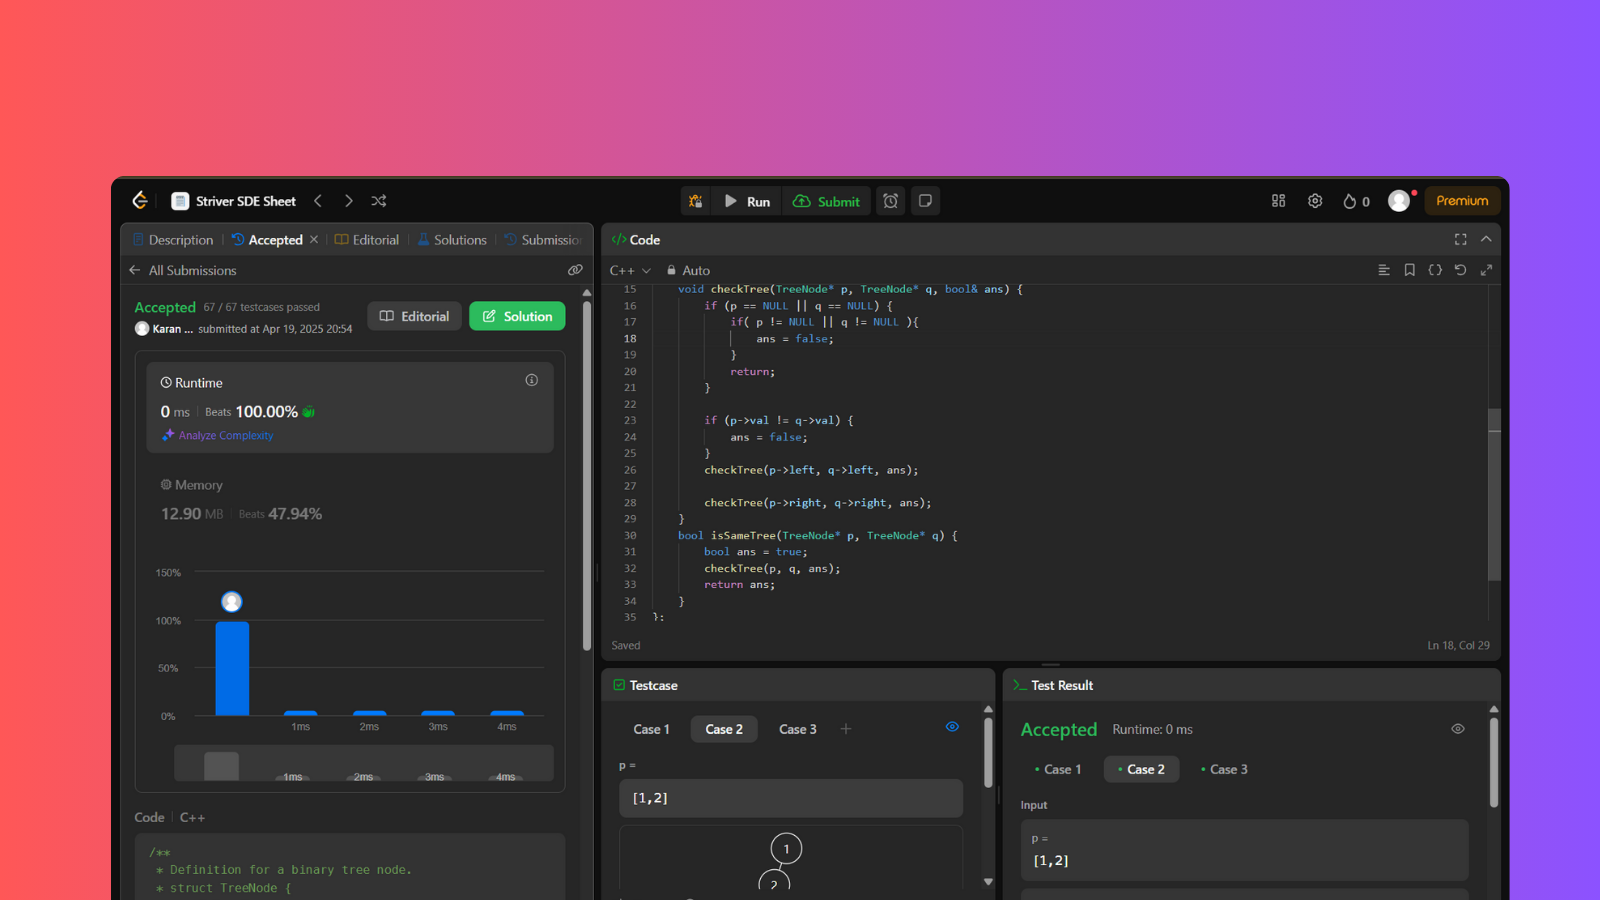 Striver SDE Sheet
Run
Submit
0
Premium
Description
Accepted
Editorial
Solutions
Submission
All Submissions
Accepted 67 / 67 testcases passed
Karan ... submitted at Apr 19, 2025 20:54
Editorial
Solution
Runtime
0 ms Beats 100.00%
Analyze Complexity
Memory
12.90 MB Beats 47.94%
150%
100%
50%
0%
1ms 2ms 3ms 4ms
1ms 2ms 3ms 4ms
Code C++
/**
* Definition for a binary tree node.
* struct TreeNode {
</> Code
C++ Auto
15 void checkTree(TreeNode* p, TreeNode* q, bool& ans) {
16 if (p == NULL || q == NULL) {
17 if( p != NULL || q != NULL ){
18 ans = false;
19 }
20 return;
21 }
22
23 if (p->val != q->val) {
24 ans = false;
25 }
26 checkTree(p->left, q->left, ans);
27
28 checkTree(p->right, q->right, ans);
29 }
30 bool isSameTree(TreeNode* p, TreeNode* q) {
31 bool ans = true;
32 checkTree(p, q, ans);
33 return ans;
34 }
35 };
Saved
Ln 18, Col 29
Testcase
Case 1 Case 2 Case 3 +
p =
[1,2]
1
2
>_ Test Result
Accepted Runtime: 0 ms
• Case 1 • Case 2 • Case 3
Input
p =
[1,2]